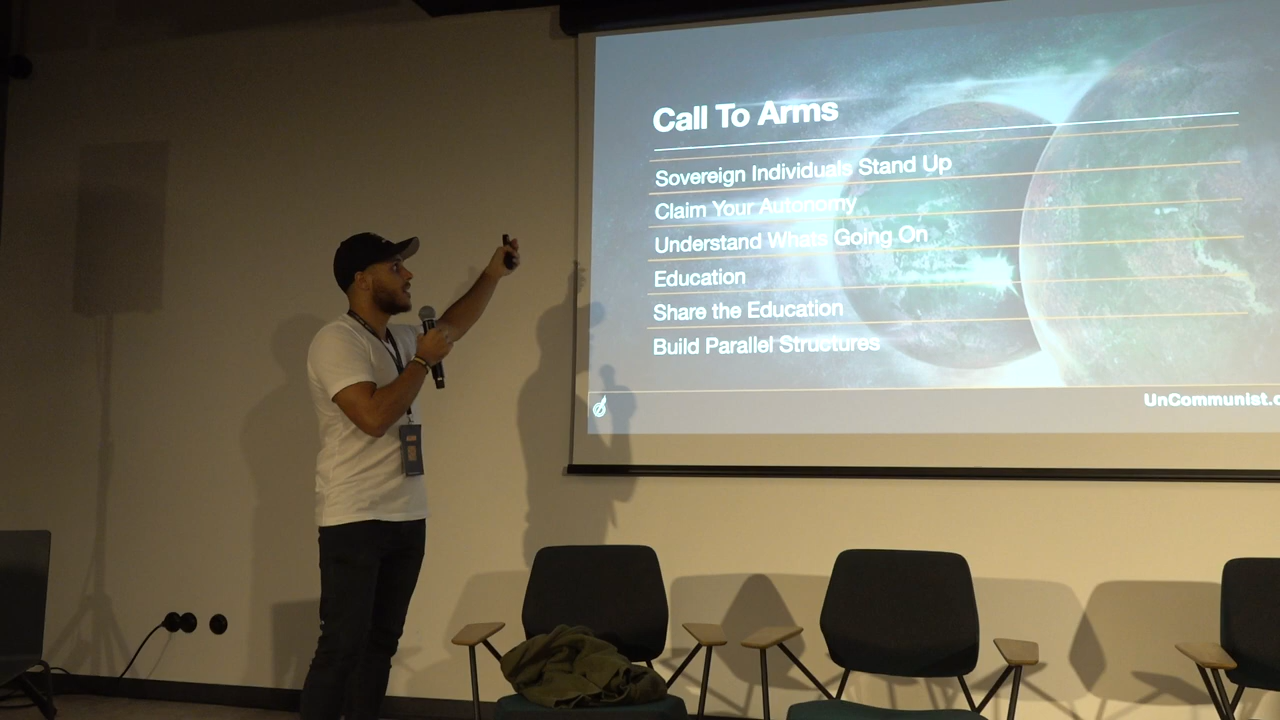 Call To Arms
Sovereign Individuals Stand Up
Claim Your Autonomy
Understand Whats Going On
Education
Share the Education
Build Parallel Structures
UnCommunist.c